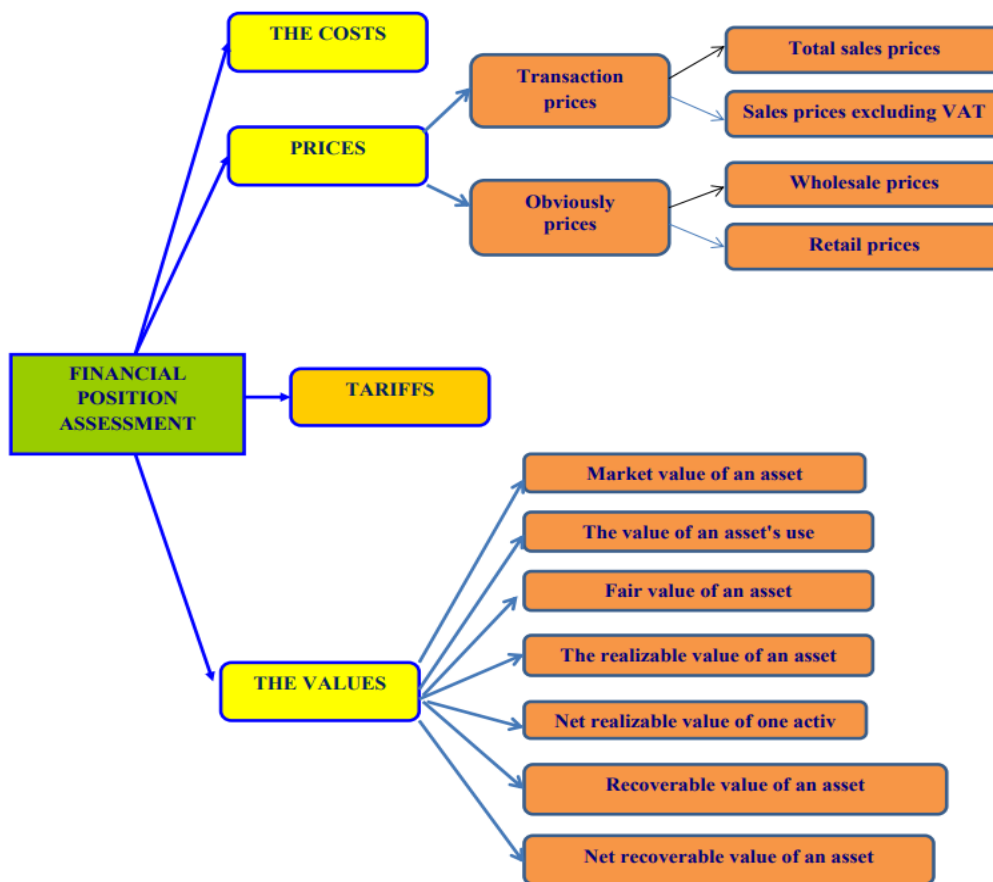 THE COSTS
PRICES
Transaction
prices
Total sales prices
Sales prices excluding VAT
Obviously
prices
Wholesale prices
Retail prices
FINANCIAL
POSITION
ASSESSMENT
TARIFFS
THE VALUES
Market value of an asset
The value of an asset's use
Fair value of an asset
The realizable value of an asset
Net realizable value of one activ
Recoverable value of an asset
Net recoverable value of an asset